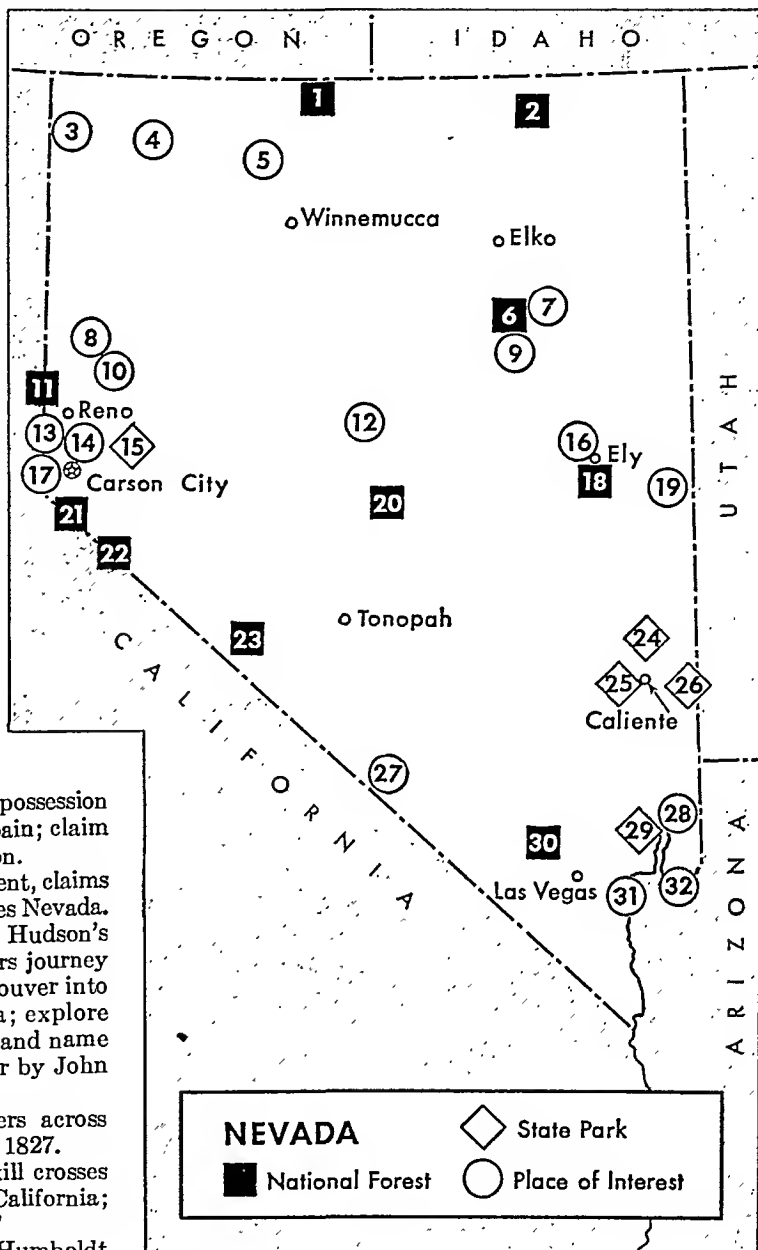 OREGON
IDAHO
1
2
3
4
5
Winnemucca
Elko
6
7
8
9
10
11
Reno
12
13
14
15
16
Ely
17
Carson City
18
19
UTAH
20
21
22
23
Tonopah
CALIFORNIA
24
25
26
Caliente
27
28
29
30
Las Vegas
31
32
ARIZONA
possession
pain; claim
on.
ent, claims
es Nevada.
Hudson's
rs journey
ouver into
a; explore
and name
r by John
ers across
1827.
kill crosses
California;
Humboldt
NEVADA
State Park
National Forest
Place of Interest